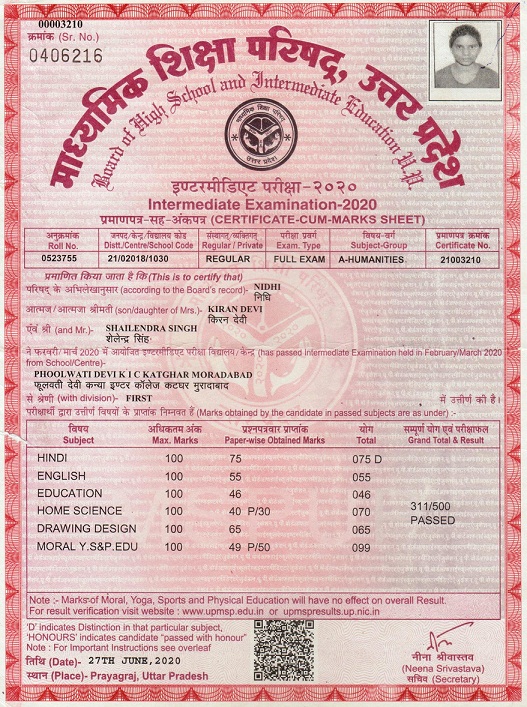 00003210
क्रमांक (Sr. No.)
0406216
माध्यमिक शिक्षा परिषद्, उत्तर प्रदेश
Board of High School and Intermediate Education U.P.
माध्यमिक शिक्षा परिषद्
उत्तर प्रदेश
इण्टरमीडिएट परीक्षा-२०२०
Intermediate Examination-2020
प्रमाणपत्र-सह-अंकपत्र (CERTIFICATE-CUM-MARKS SHEET)
अनुक्रमांक जनपद/केन्द्र/विद्यालय कोड संस्थागत/व्यक्तिगत परीक्षा प्रवर्ग विषय-वर्ग प्रमाणपत्र क्रमांक
Roll No. Distt./Centre/School Code Regular / Private Exam. Type Subject-Group Certificate No.
0523755 21/02018/1030 REGULAR FULL EXAM A-HUMANITIES 21003210
प्रमाणित किया जाता है कि (This is to certify that)
परिषद् के अभिलेखानुसार (according to the Board's record)- NIDHI
निधि
आत्मज / आत्मजा श्रीमती (son/daughter of Mrs.)- KIRAN DEVI
किरन देवी
एंवं श्री (and Mr.)- SHAILENDRA SINGH
शैलेन्द्र सिंह
ने फरवरी/ मार्च 2020 में आयोजित इण्टरमीडिएट परीक्षा विद्यालय/ केन्द्र (has passed Intermediate Examination held in February/March 2020
from School/Centre)-
PHOOLWATI DEVI K I C KATGHAR MORADABAD
फूलवती देवी कन्या इण्टर कॉलेज कटघर मुरादाबाद
से श्रेणी (with division)- FIRST में उत्तीर्ण की है।
परीक्षार्थी द्वारा उत्तीर्ण विषयों के प्राप्तांक निम्नवत हैं (Marks obtained by the candidate in passed subjects are as under) :-
विषय अधिकतम अंक प्रश्नपत्रवार प्राप्तांक योग सम्पूर्ण योग एवं परीक्षाफल
Subject Max. Marks Paper-wise Obtained Marks Total Grand Total & Result
HINDI 100 75 075 D
ENGLISH 100 55 055
EDUCATION 100 46 046
HOME SCIENCE 100 40 P/30 070
311/500
PASSED
DRAWING DESIGN 100 65 065
MORAL Y.S&P.EDU 100 49 P/50 099
Note :- Marks of Moral, Yoga, Sports and Physical Education will have no effect on overall Result.
For result verification visit website : www.upmsp.edu.in or upmspresults.up.nic.in
'D' indicates Distinction in that particular subject,
'HONOURS' indicates candidate "passed with honour"
Note : For Important Instructions see overleaf
तिथि (Date)- 27TH JUNE, 2020
स्थान (Place)- Prayagraj, Uttar Pradesh
नीना श्रीवास्तव
(Neena Srivastava)
सचिव (Secretary)